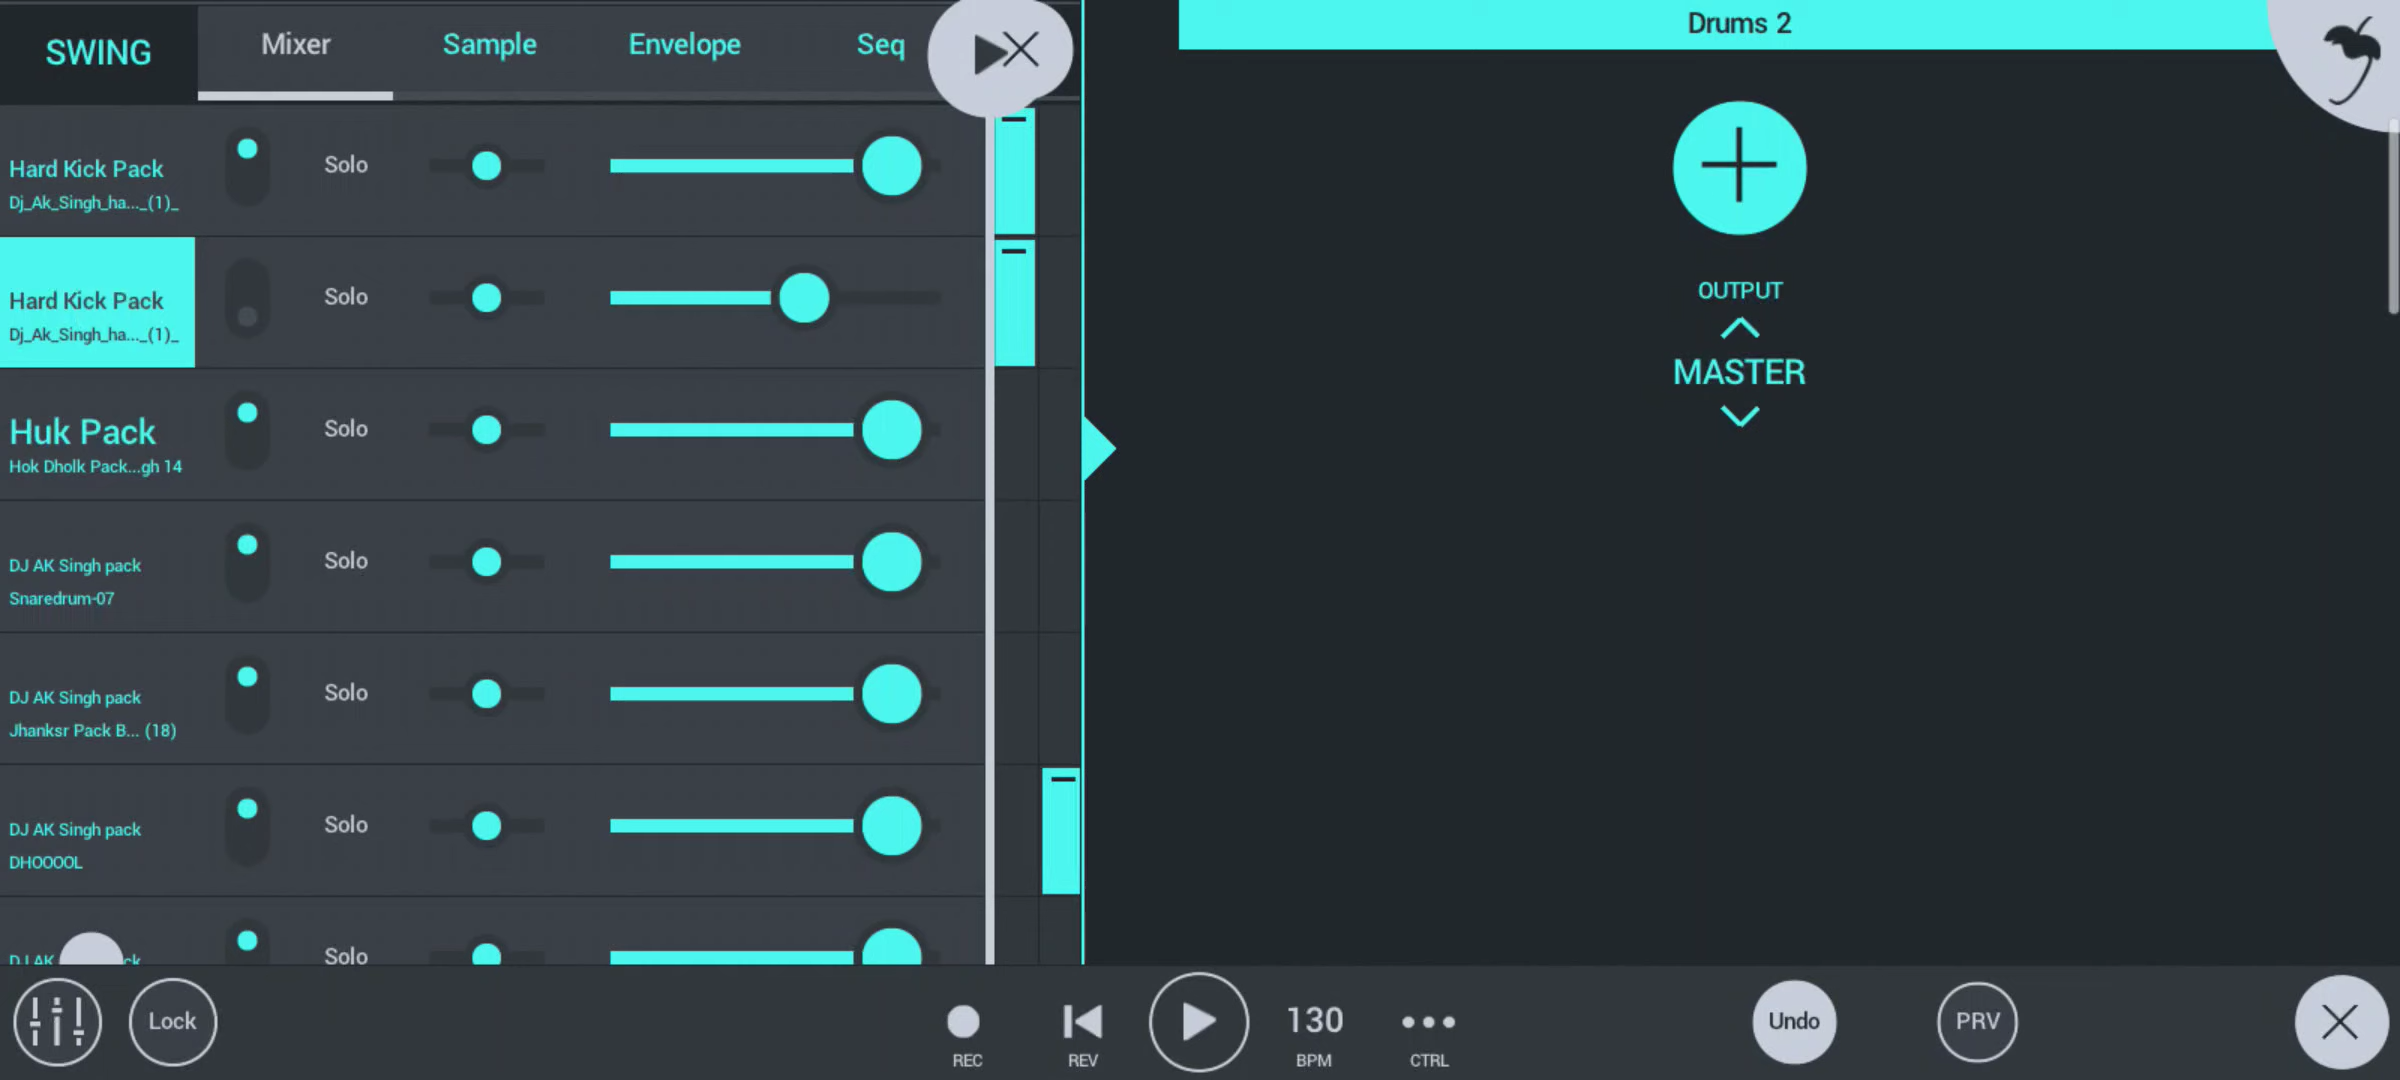 SWING
Mixer
Sample
Envelope
Seq
Drums 2
Hard Kick Pack
Dj_Ak_Singh_ha..._(1)_
Solo
Hard Kick Pack
Dj_Ak_Singh_ha..._(1)_
Solo
Huk Pack
Hok Dholk Pack...gh 14
Solo
DJ AK Singh pack
Snaredrum-07
Solo
DJ AK Singh pack
Jhanksr Pack B... (18)
Solo
DJ AK Singh pack
DHOOOOL
Solo
DJ AK
Solo
OUTPUT
MASTER
Lock
REC
REV
130
BPM
CTRL
Undo
PRV